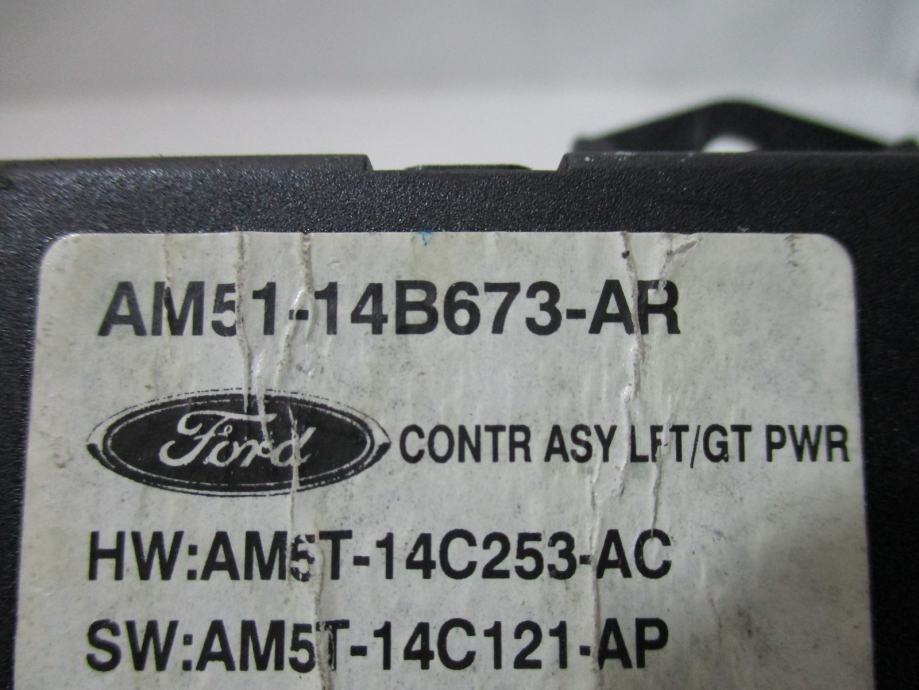 AM51-14B673-AR
Ford CONTR ASY LFT/GT PWR
HW:AM5T-14C253-AC
SW:AM5T-14C121-AP